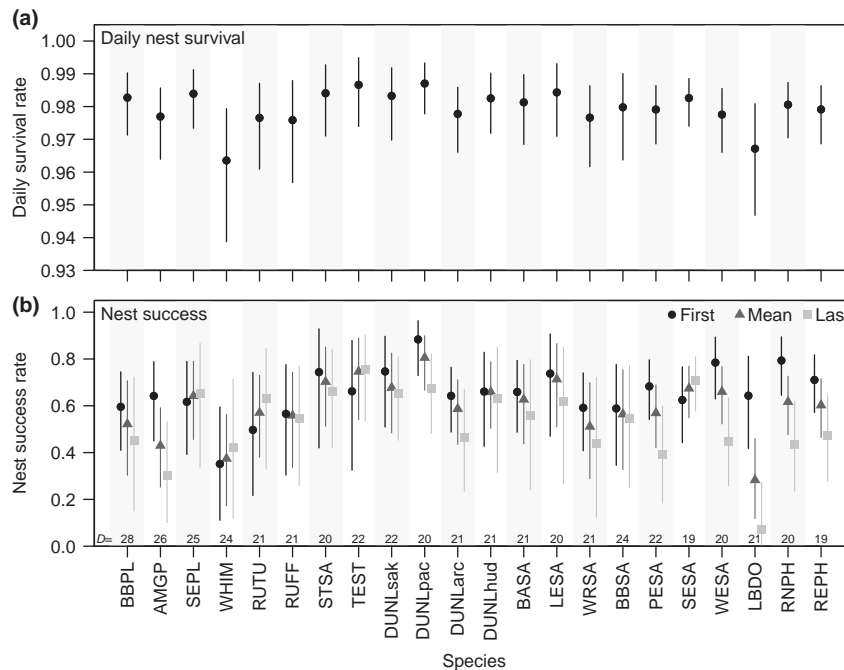 (a)
Daily nest survival
Daily survival rate
1.00
0.99
0.98
0.97
0.96
0.95
0.94
0.93
(b)
Nest success
First Mean Last
Nest success rate
1.0
0.8
0.6
0.4
0.2
0.0
D= 28 26 25 24 21 21 20 22 22 20 21 21 21 20 21 24 22 19 20 21 20 19
BBPL AMGP SEPL WHIM RUTU RUFF STSA TEST DUNLsak DUNLpac DUNLarc DUNLhud BASA LESA WRSA BBSA PESA SESA WESA LBDO RNPH REPH
Species